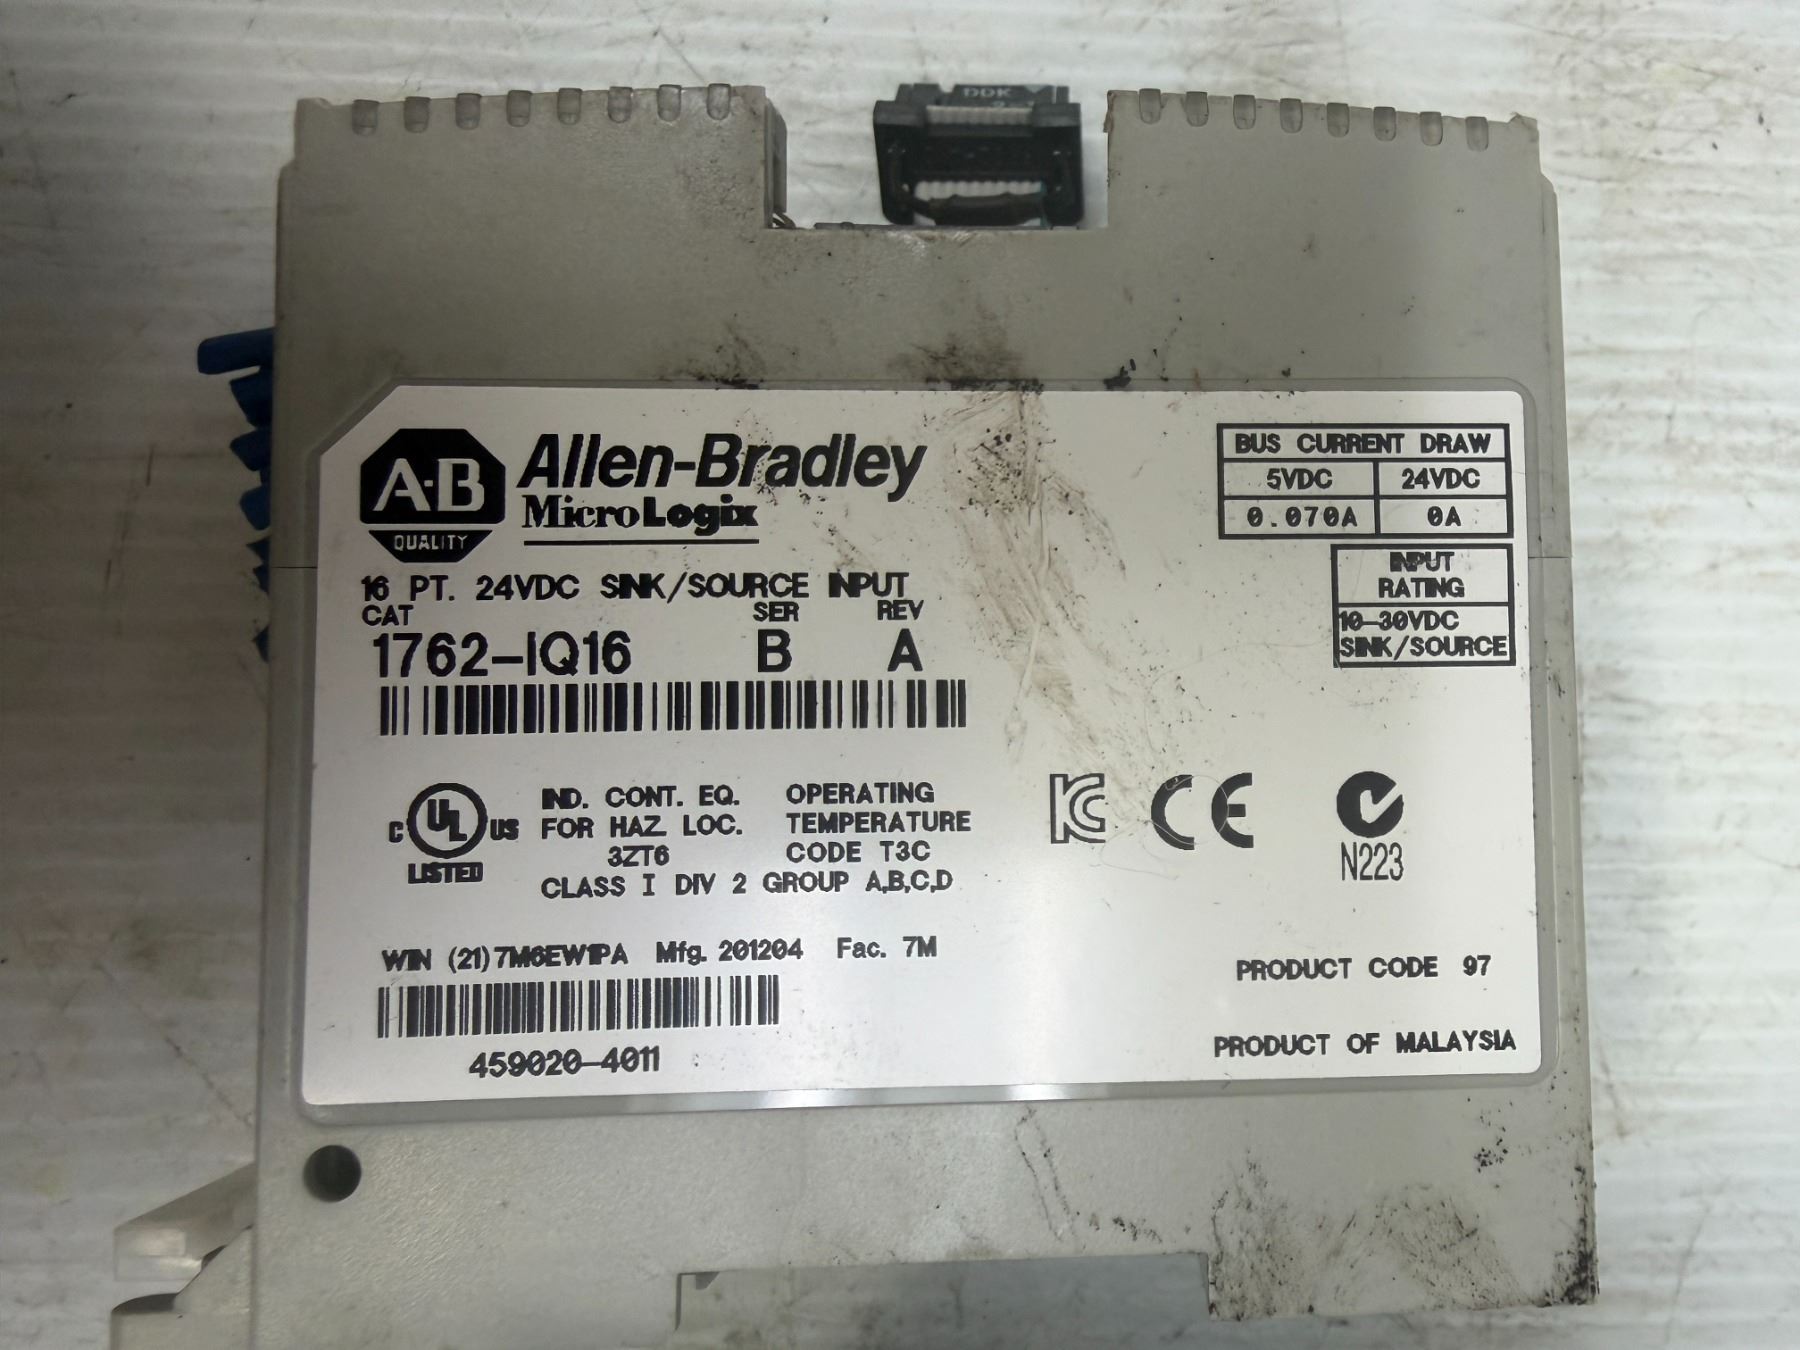 DDK
A-B
QUALITY
Allen-Bradley
MicroLogix
16 PT. 24VDC SINK/SOURCE INPUT
CAT SER REV
1762-IQ16 B A
BUS CURRENT DRAW
5VDC 24VDC
0.070A 0A
INPUT
RATING
10-30VDC
SINK/SOURCE
C UL US
LISTED
IND. CONT. EQ.
FOR HAZ. LOC.
3ZT6
OPERATING
TEMPERATURE
CODE T3C
CLASS I DIV 2 GROUP A,B,C,D
KC CE
N223
WIN (21)7M6EW1PA Mfg. 201204 Fac. 7M
459020-4011
PRODUCT CODE 97
PRODUCT OF MALAYSIA